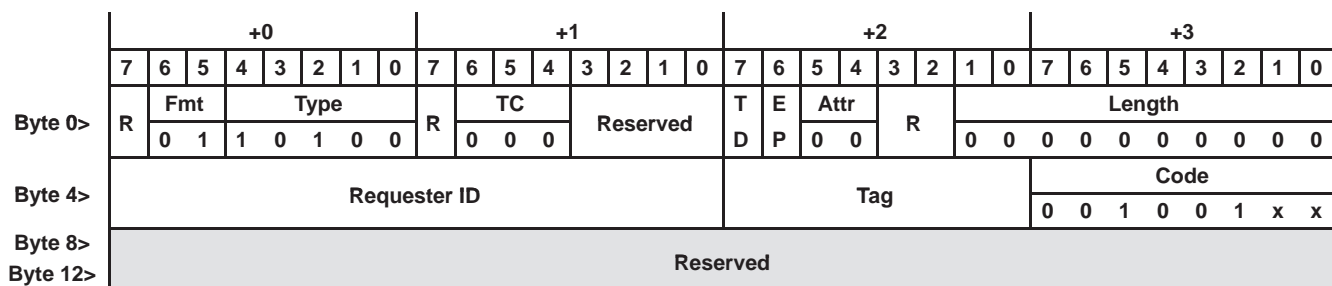 +0 +1 +2 +3
7 6 5 4 3 2 1 0 7 6 5 4 3 2 1 0 7 6 5 4 3 2 1 0 7 6 5 4 3 2 1 0
Byte 0> R Fmt Type R TC Reserved T E Attr R Length
0 1 1 0 1 0 0 0 0 0 D P 0 0 0 0 0 0 0 0 0 0 0 0
Byte 4> Requester ID Tag Code
0 0 1 0 0 1 x x
Byte 8> Reserved
Byte 12>